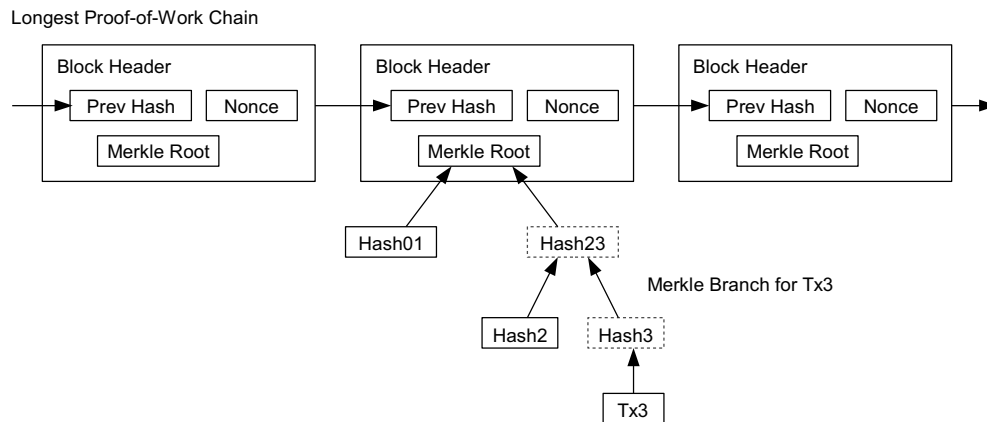 Longest Proof-of-Work Chain
Block Header
Block Header
Block Header
Prev Hash
Nonce
Prev Hash
Nonce
Prev Hash
Nonce
Merkle Root
Merkle Root
Merkle Root
Hash01
Hash23
Merkle Branch for Tx3
Hash2
Hash3
Tx3